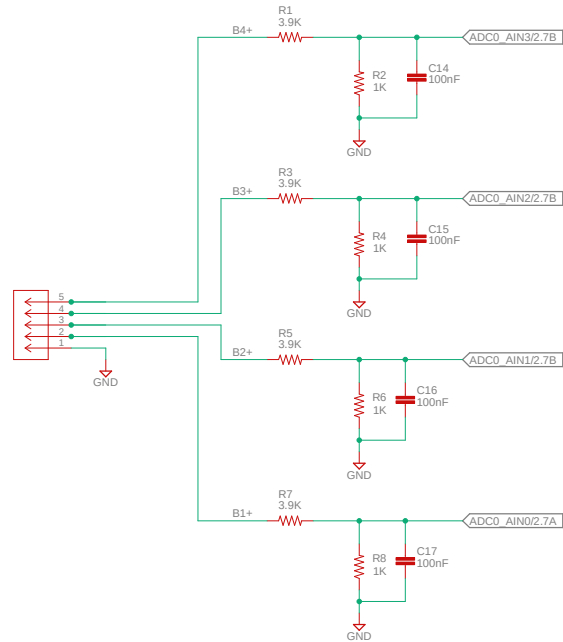 R1
3.9K
B4+
ADC0_AIN3/2.7B
R2
1K
C14
100nF
GND
R3
3.9K
B3+
ADC0_AIN2/2.7B
R4
1K
C15
100nF
GND
5
4
3
2
1
GND
R5
3.9K
B2+
ADC0_AIN1/2.7B
R6
1K
C16
100nF
GND
R7
3.9K
B1+
ADC0_AIN0/2.7A
R8
1K
C17
100nF
GND